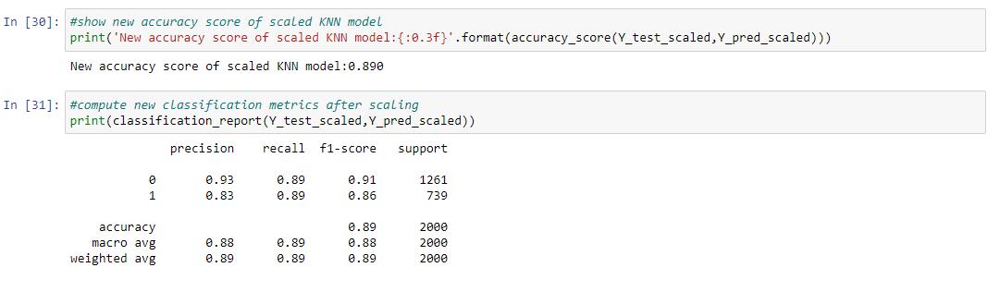 In [30]: #show new accuracy score of scaled KNN model
print('New accuracy score of scaled KNN model:{:0.3f}'.format(accuracy_score(Y_test_scaled,Y_pred_scaled)))
New accuracy score of scaled KNN model:0.890
In [31]: #compute new classification metrics after scaling
print(classification_report(Y_test_scaled,Y_pred_scaled))
precision recall f1-score support
0 0.93 0.89 0.91 1261
1 0.83 0.89 0.86 739
accuracy 0.89 2000
macro avg 0.88 0.89 0.88 2000
weighted avg 0.89 0.89 0.89 2000